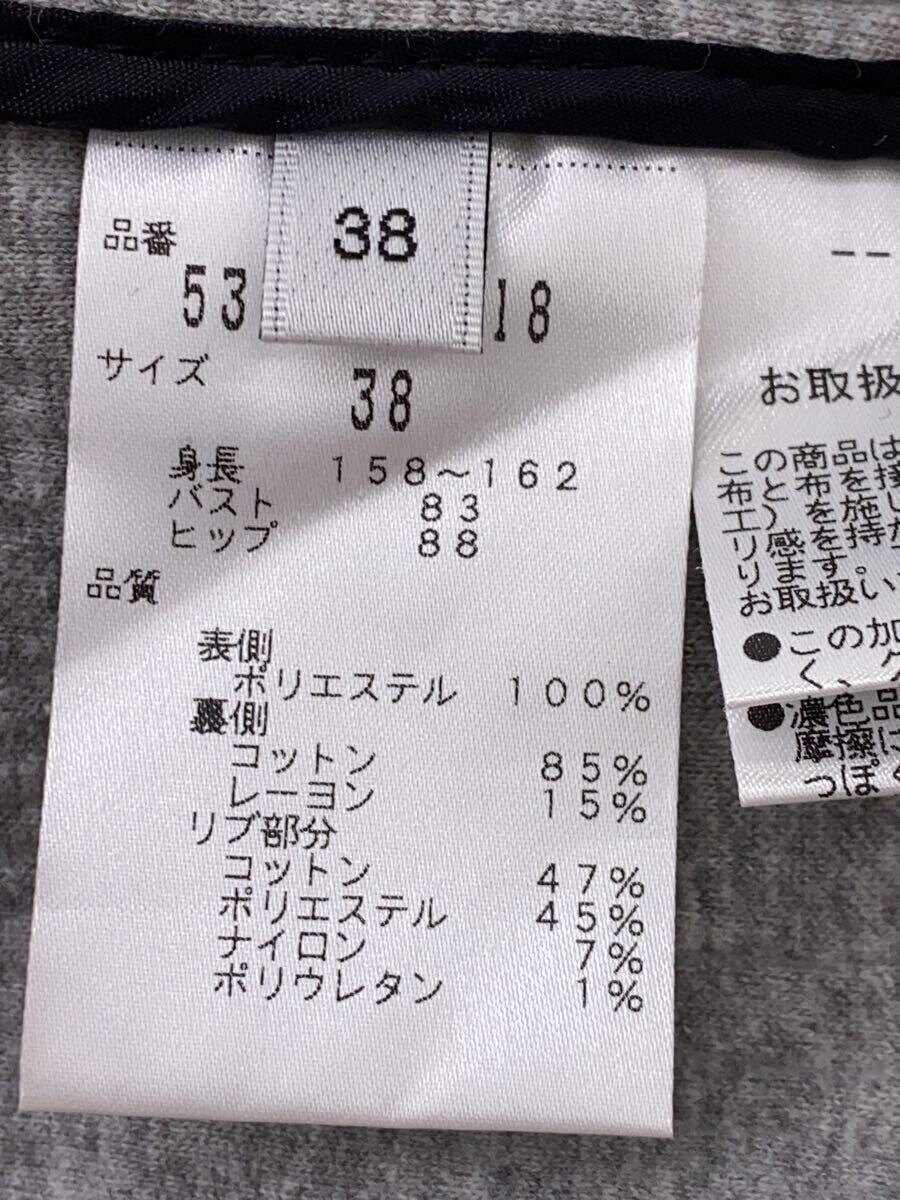 38
品番
53
18
サイズ
38
身長 158〜162
バスト 83
ヒップ 88
品質
表側
ポリエステル 100%
裏側
コットン 85%
レーヨン 15%
リブ部分
コットン 47%
ポリエステル 45%
ナイロン 7%
ポリウレタン 1%
お取扱
この商品は
布と布を接
エ)を施し
リ感を持
ります。
お取扱い
●この加
く、
●濃色品
摩擦に
っぽく